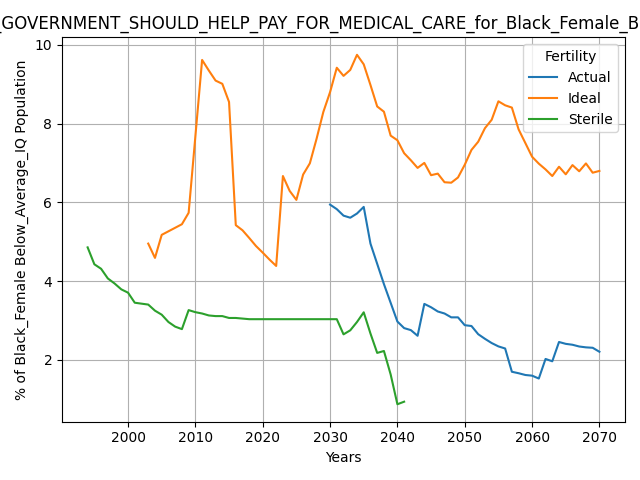 _GOVERNMENT_SHOULD_HELP_PAY_FOR_MEDICAL_CARE_for_Black_Female_B
% of Black_Female Below_Average_IQ Population
10
8
6
4
2
Fertility
Actual
Ideal
Sterile
2000 2010 2020 2030 2040 2050 2060 2070
Years